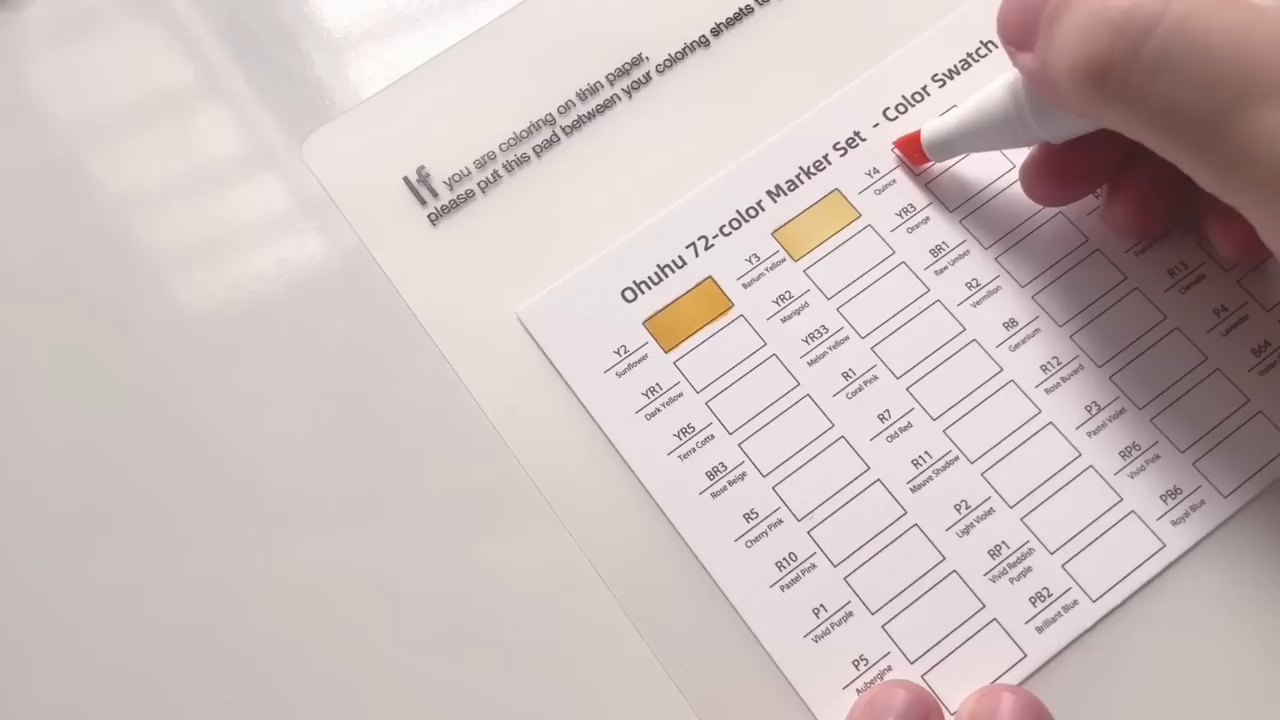 If you are coloring on thin paper,
please put this pad between your coloring sheets to
Ohuhu 72-color Marker Set - Color Swatch
Y2
Sunflower
Y3
Barium Yellow
Y4
Quince
YR1
Dark Yellow
YR2
Marigold
YR3
Orange
YR5
Terra Cotta
YR33
Melon Yellow
BR1
Raw Umber
BR3
Rose Beige
R1
Coral Pink
R2
Vermilion
R5
Cherry Pink
R7
Old Red
R8
Geranium
R13
R10
Pastel Pink
R11
Mauve Shadow
R12
Rose Buvard
P4
Lavender
P1
Vivid Purple
P2
Light Violet
P3
Pastel Violet
B64
P5
Aubergine
RP1
Vivid Reddish
Purple
RP6
Vivid Pink
PB2
Brilliant Blue
PB6
Royal Blue